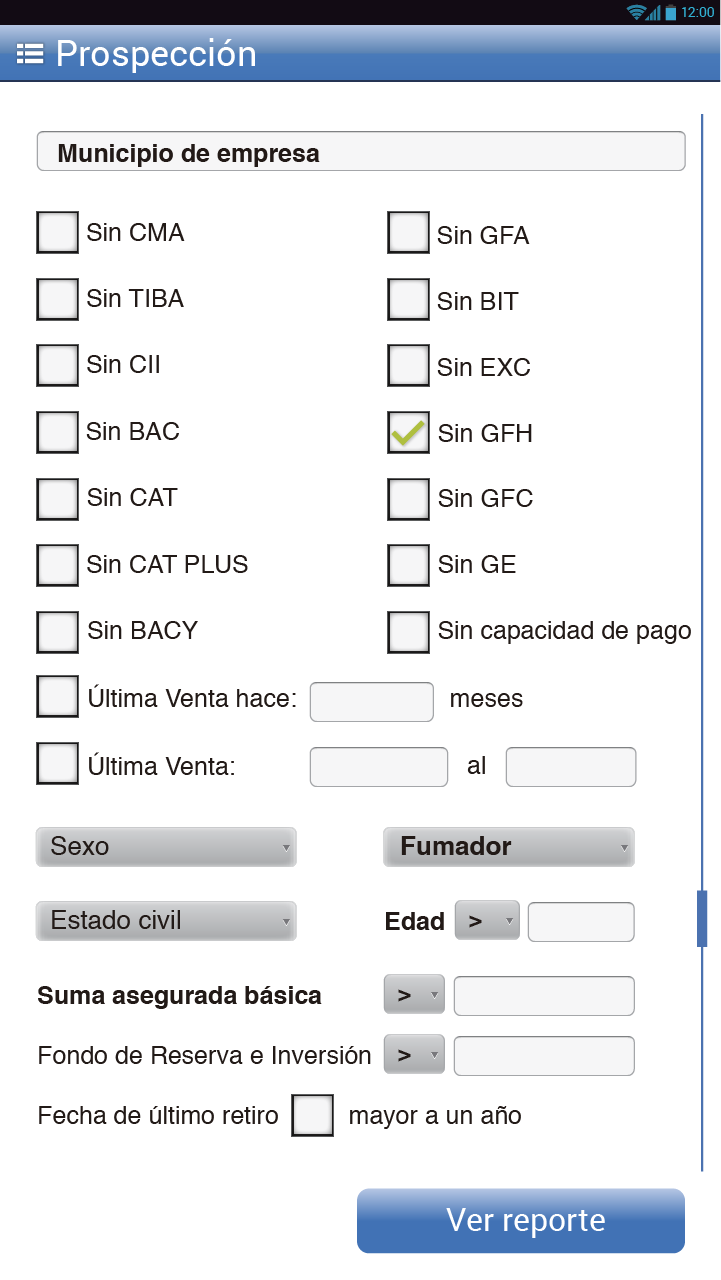 12:00
Prospección
Municipio de empresa
Sin CMA Sin GFA
Sin TIBA Sin BIT
Sin CII Sin EXC
Sin BAC Sin GFH
Sin CAT Sin GFC
Sin CAT PLUS Sin GE
Sin BACY Sin capacidad de pago
Última Venta hace: meses
Última Venta: al
Sexo Fumador
Estado civil Edad >
Suma asegurada básica >
Fondo de Reserva e Inversión >
Fecha de último retiro mayor a un año
Ver reporte